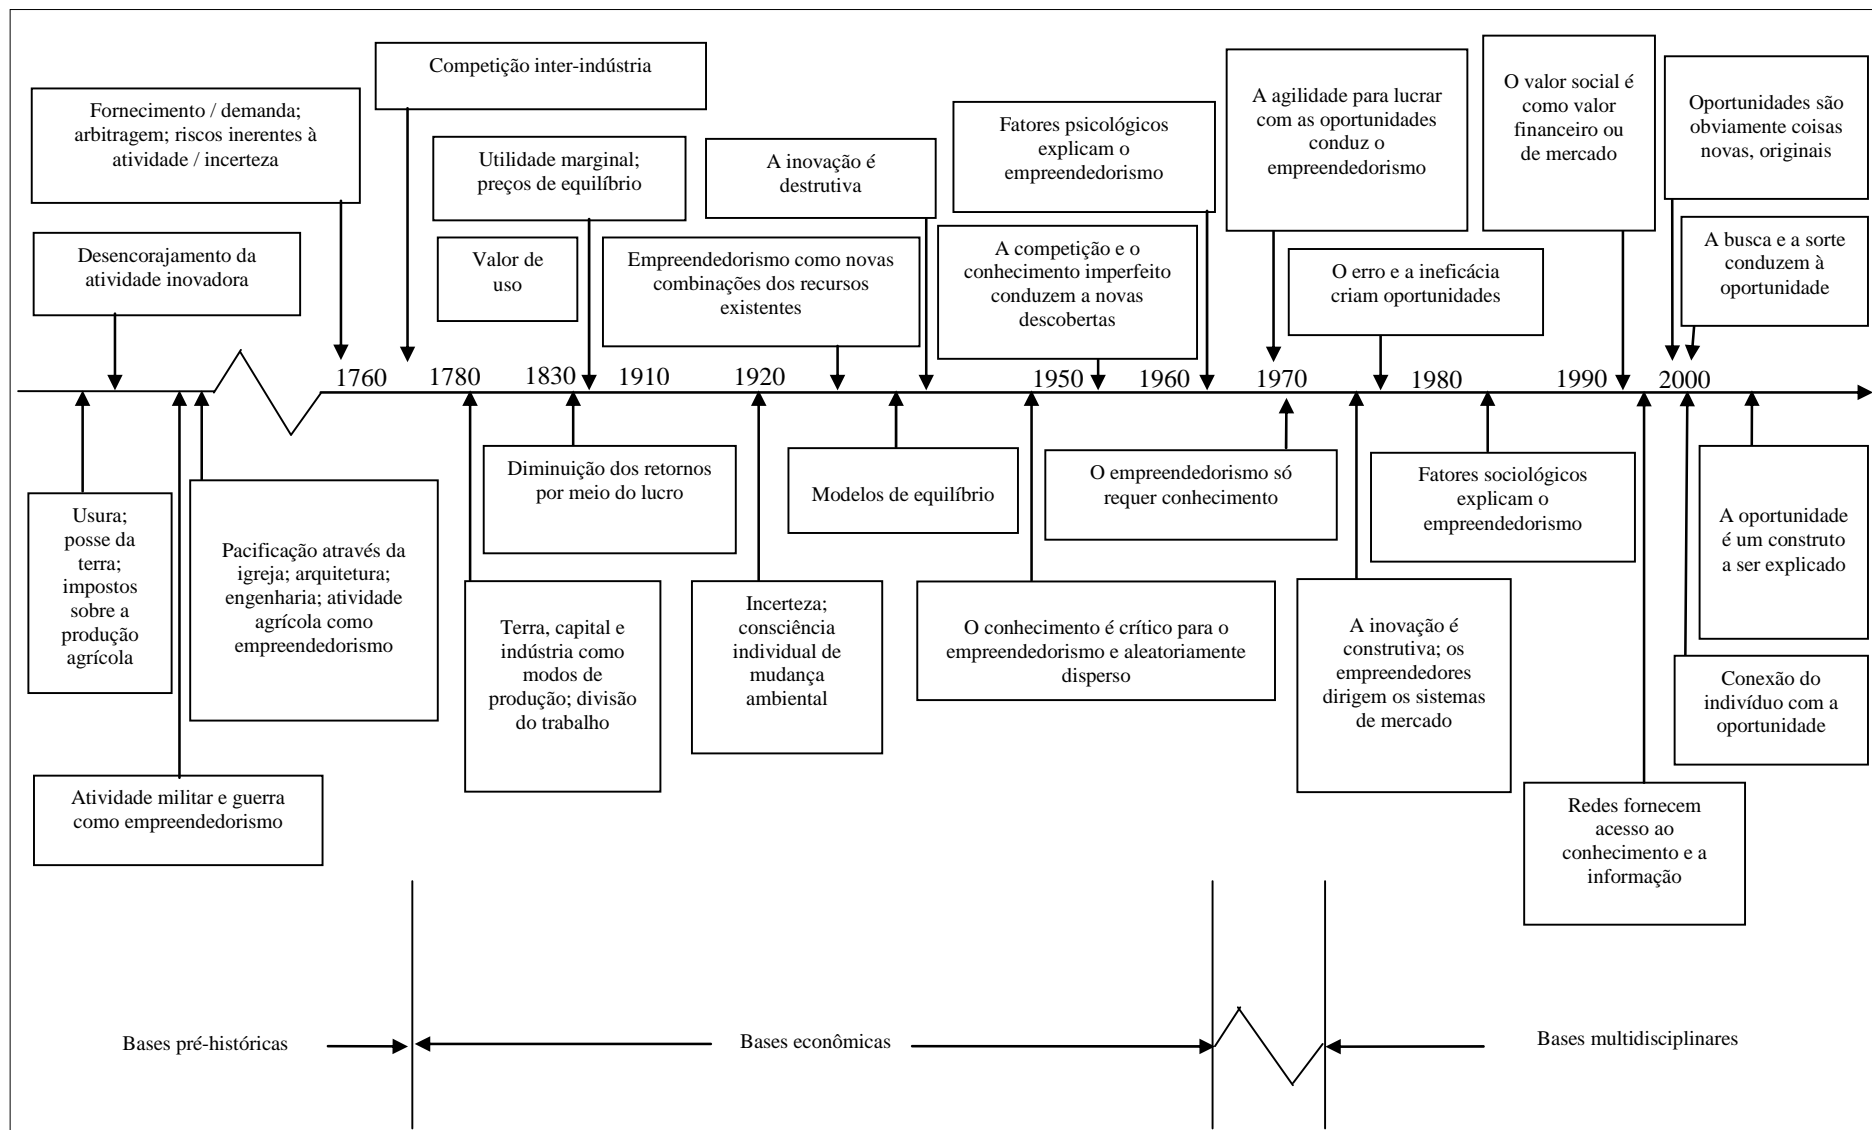 Competição inter-indústria
Fornecimento / demanda;
arbitragem; riscos inerentes à
atividade / incerteza
Desencorajamento da
atividade inovadora
Utilidade marginal;
preços de equilíbrio
Valor de
uso
A inovação é
destrutiva
Empreendedorismo como novas
combinações dos recursos
existentes
Fatores psicológicos
explicam o
empreendedorismo
A competição e o
conhecimento imperfeito
conduzem a novas
descobertas
A agilidade para lucrar
com as oportunidades
conduz o
empreendedorismo
O erro e a ineficácia
criam oportunidades
O valor social é
como valor
financeiro ou
de mercado
Oportunidades são
obviamente coisas
novas, originais
A busca e a sorte
conduzem à
oportunidade
1760 1780 1830 1910 1920 1950 1960 1970 1980 1990 2000
Usura;
posse da
terra;
impostos
sobre a
produção
agrícola
Pacificação através da
igreja; arquitetura;
engenharia; atividade
agrícola como
empreendedorismo
Atividade militar e guerra
como empreendedorismo
Diminuição dos retornos
por meio do lucro
Terra, capital e
indústria como
modos de
produção; divisão
do trabalho
Incerteza;
consciência
individual de
mudança
ambiental
Modelos de equilíbrio
O conhecimento é crítico para o
empreendedorismo e aleatoriamente
disperso
O empreendedorismo só
requer conhecimento
A inovação é
construtiva; os
empreendedores
dirigem os sistemas
de mercado
Fatores sociológicos
explicam o
empreendedorismo
Redes fornecem
acesso ao
conhecimento e a
informação
A oportunidade
é um construto
a ser explicado
Conexão do
indivíduo com a
oportunidade
Bases pré-históricas
Bases econômicas
Bases multidisciplinares